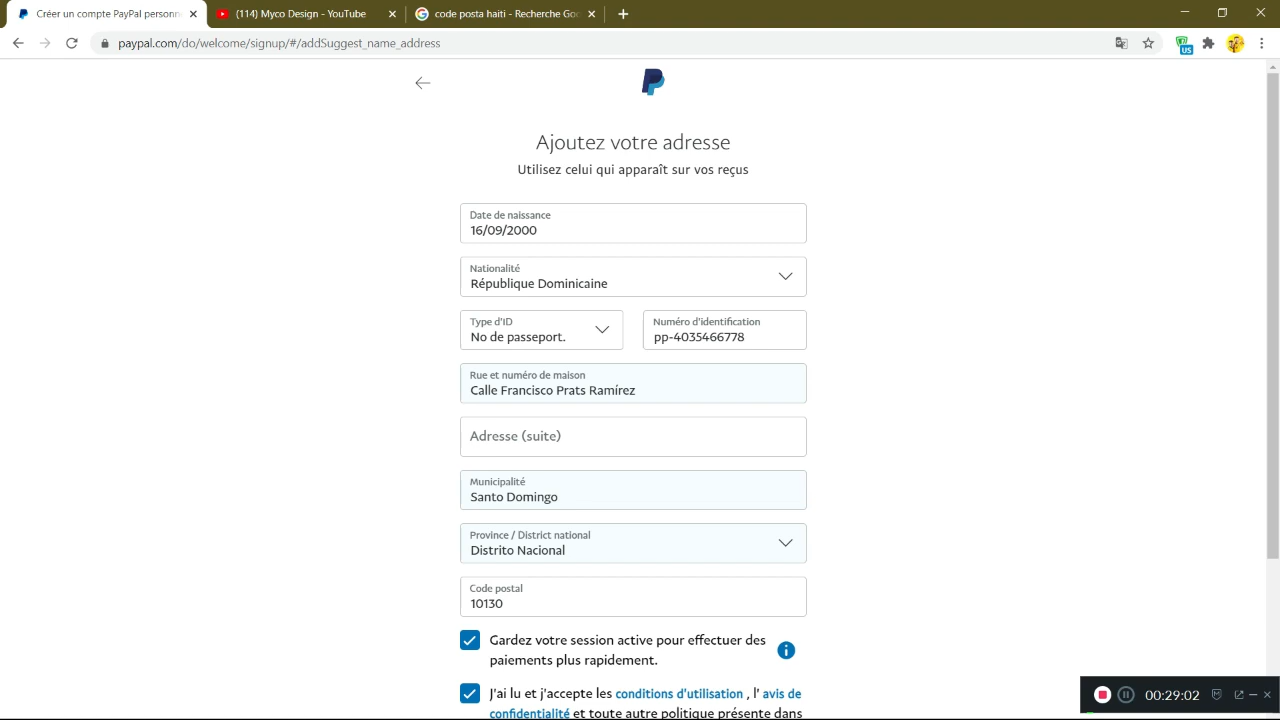 Créer un compte PayPal personn
(114) Myco Design - YouTube
code posta haiti - Recherche Goo
paypal.com/do/welcome/signup/#/addSuggest_name_address
US
Ajoutez votre adresse
Utilisez celui qui apparaît sur vos reçus
Date de naissance
16/09/2000
Nationalité
République Dominicaine
Type d'ID
No de passeport.
Numéro d'identification
pp-4035466778
Rue et numéro de maison
Calle Francisco Prats Ramírez
Adresse (suite)
Municipalité
Santo Domingo
Province / District national
Distrito Nacional
Code postal
10130
Gardez votre session active pour effectuer des
paiements plus rapidement.
J'ai lu et j'accepte les conditions d'utilisation , l' avis de
confidentialité et toute autre politique présente dans
00:29:02